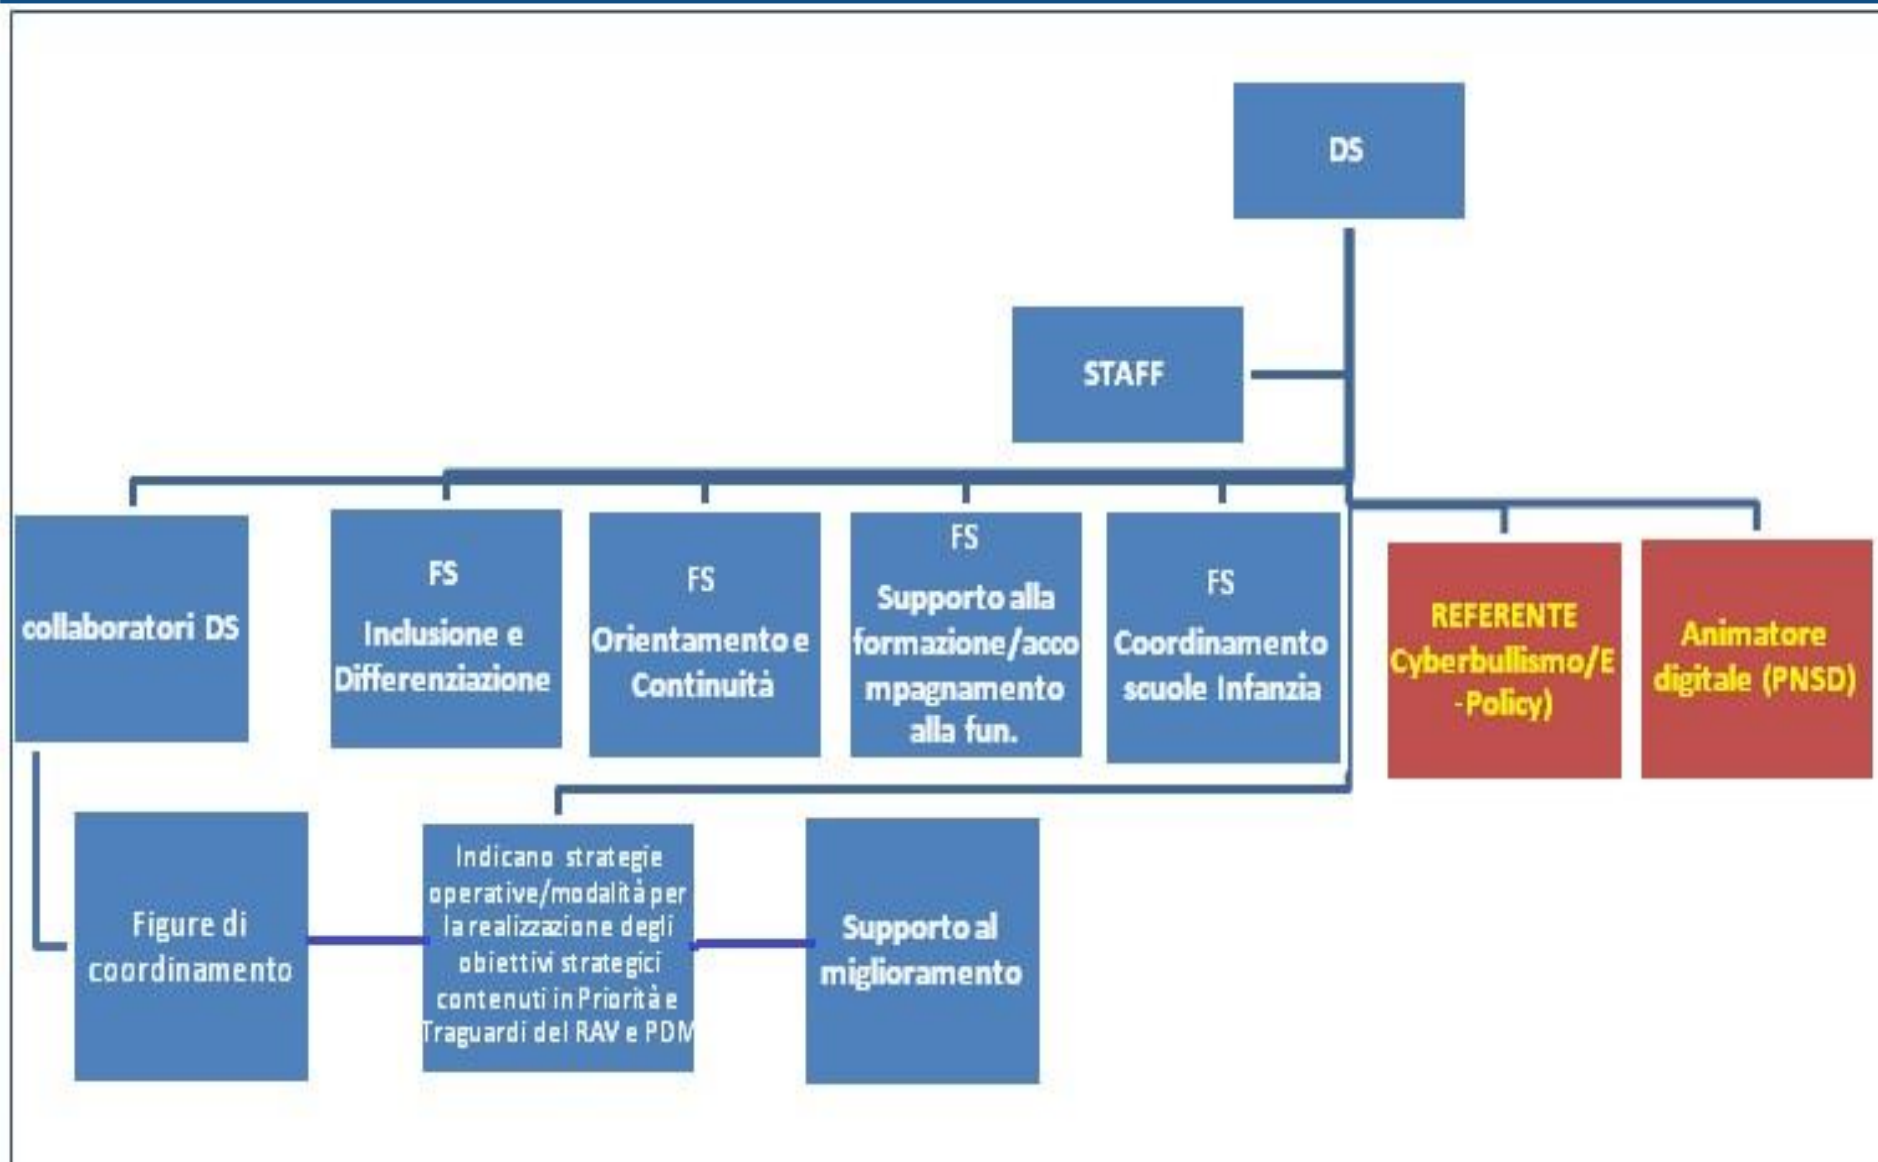 DS
STAFF
collaboratori DS
FS
Inclusione e
Differenziazione
FS
Orientamento e
Continuità
FS
Supporto alla
formazione/acco
mpagnamento
alla fun.
FS
Coordinamento
scuole Infanzia
REFERENTE
Cyberbullismo/E
-Policy)
Animatore
digitale (PNSD)
Figure di
coordinamento
Indicano strategie
operative/modalità per
la realizzazione degli
obiettivi strategici
contenuti in Priorità e
Traguardi del RAV e PDM
Supporto al
miglioramento